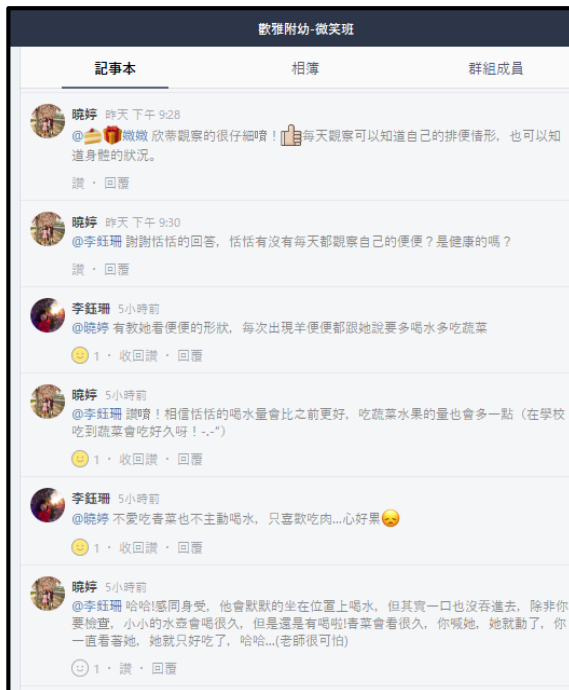 歡雅附幼-微笑班
記事本
相簿
群組成員
曉婷 昨天 下午 9:28
@🍰🎁媺媺 欣蒂觀察的很仔細唷！👍每天觀察可以知道自己的排便情形，也可以知
道身體的狀況。
讚 · 回覆
曉婷 昨天 下午 9:30
@李鈺珊 謝謝恬恬的回答，恬恬有沒有每天都觀察自己的便便？是健康的嗎？
讚 · 回覆
李鈺珊 5小時前
@曉婷 有教她看便便的形狀，每次出現羊便便都跟她說要多喝水多吃蔬菜
1 · 收回讚 · 回覆
曉婷 5小時前
@李鈺珊 讚唷！相信恬恬的喝水量會比之前更好，吃蔬菜水果的量也會多一點（在學校
吃到蔬菜會吃好久呀！-.-"）
1 · 收回讚 · 回覆
李鈺珊 5小時前
@曉婷 不愛吃青菜也不主動喝水，只喜歡吃肉...心好累😞
1 · 收回讚 · 回覆
曉婷 5小時前
@李鈺珊 哈哈!感同身受，他會默默的坐在位置上喝水，但其實一口也沒吞進去，除非你
要檢查，小小的水壺會喝很久，但是還是有喝啦!青菜會看很久，你喊她，她就動了，你
一直看著她，她就只好吃了，哈哈...(老師很可怕)
1 · 讚 · 回覆